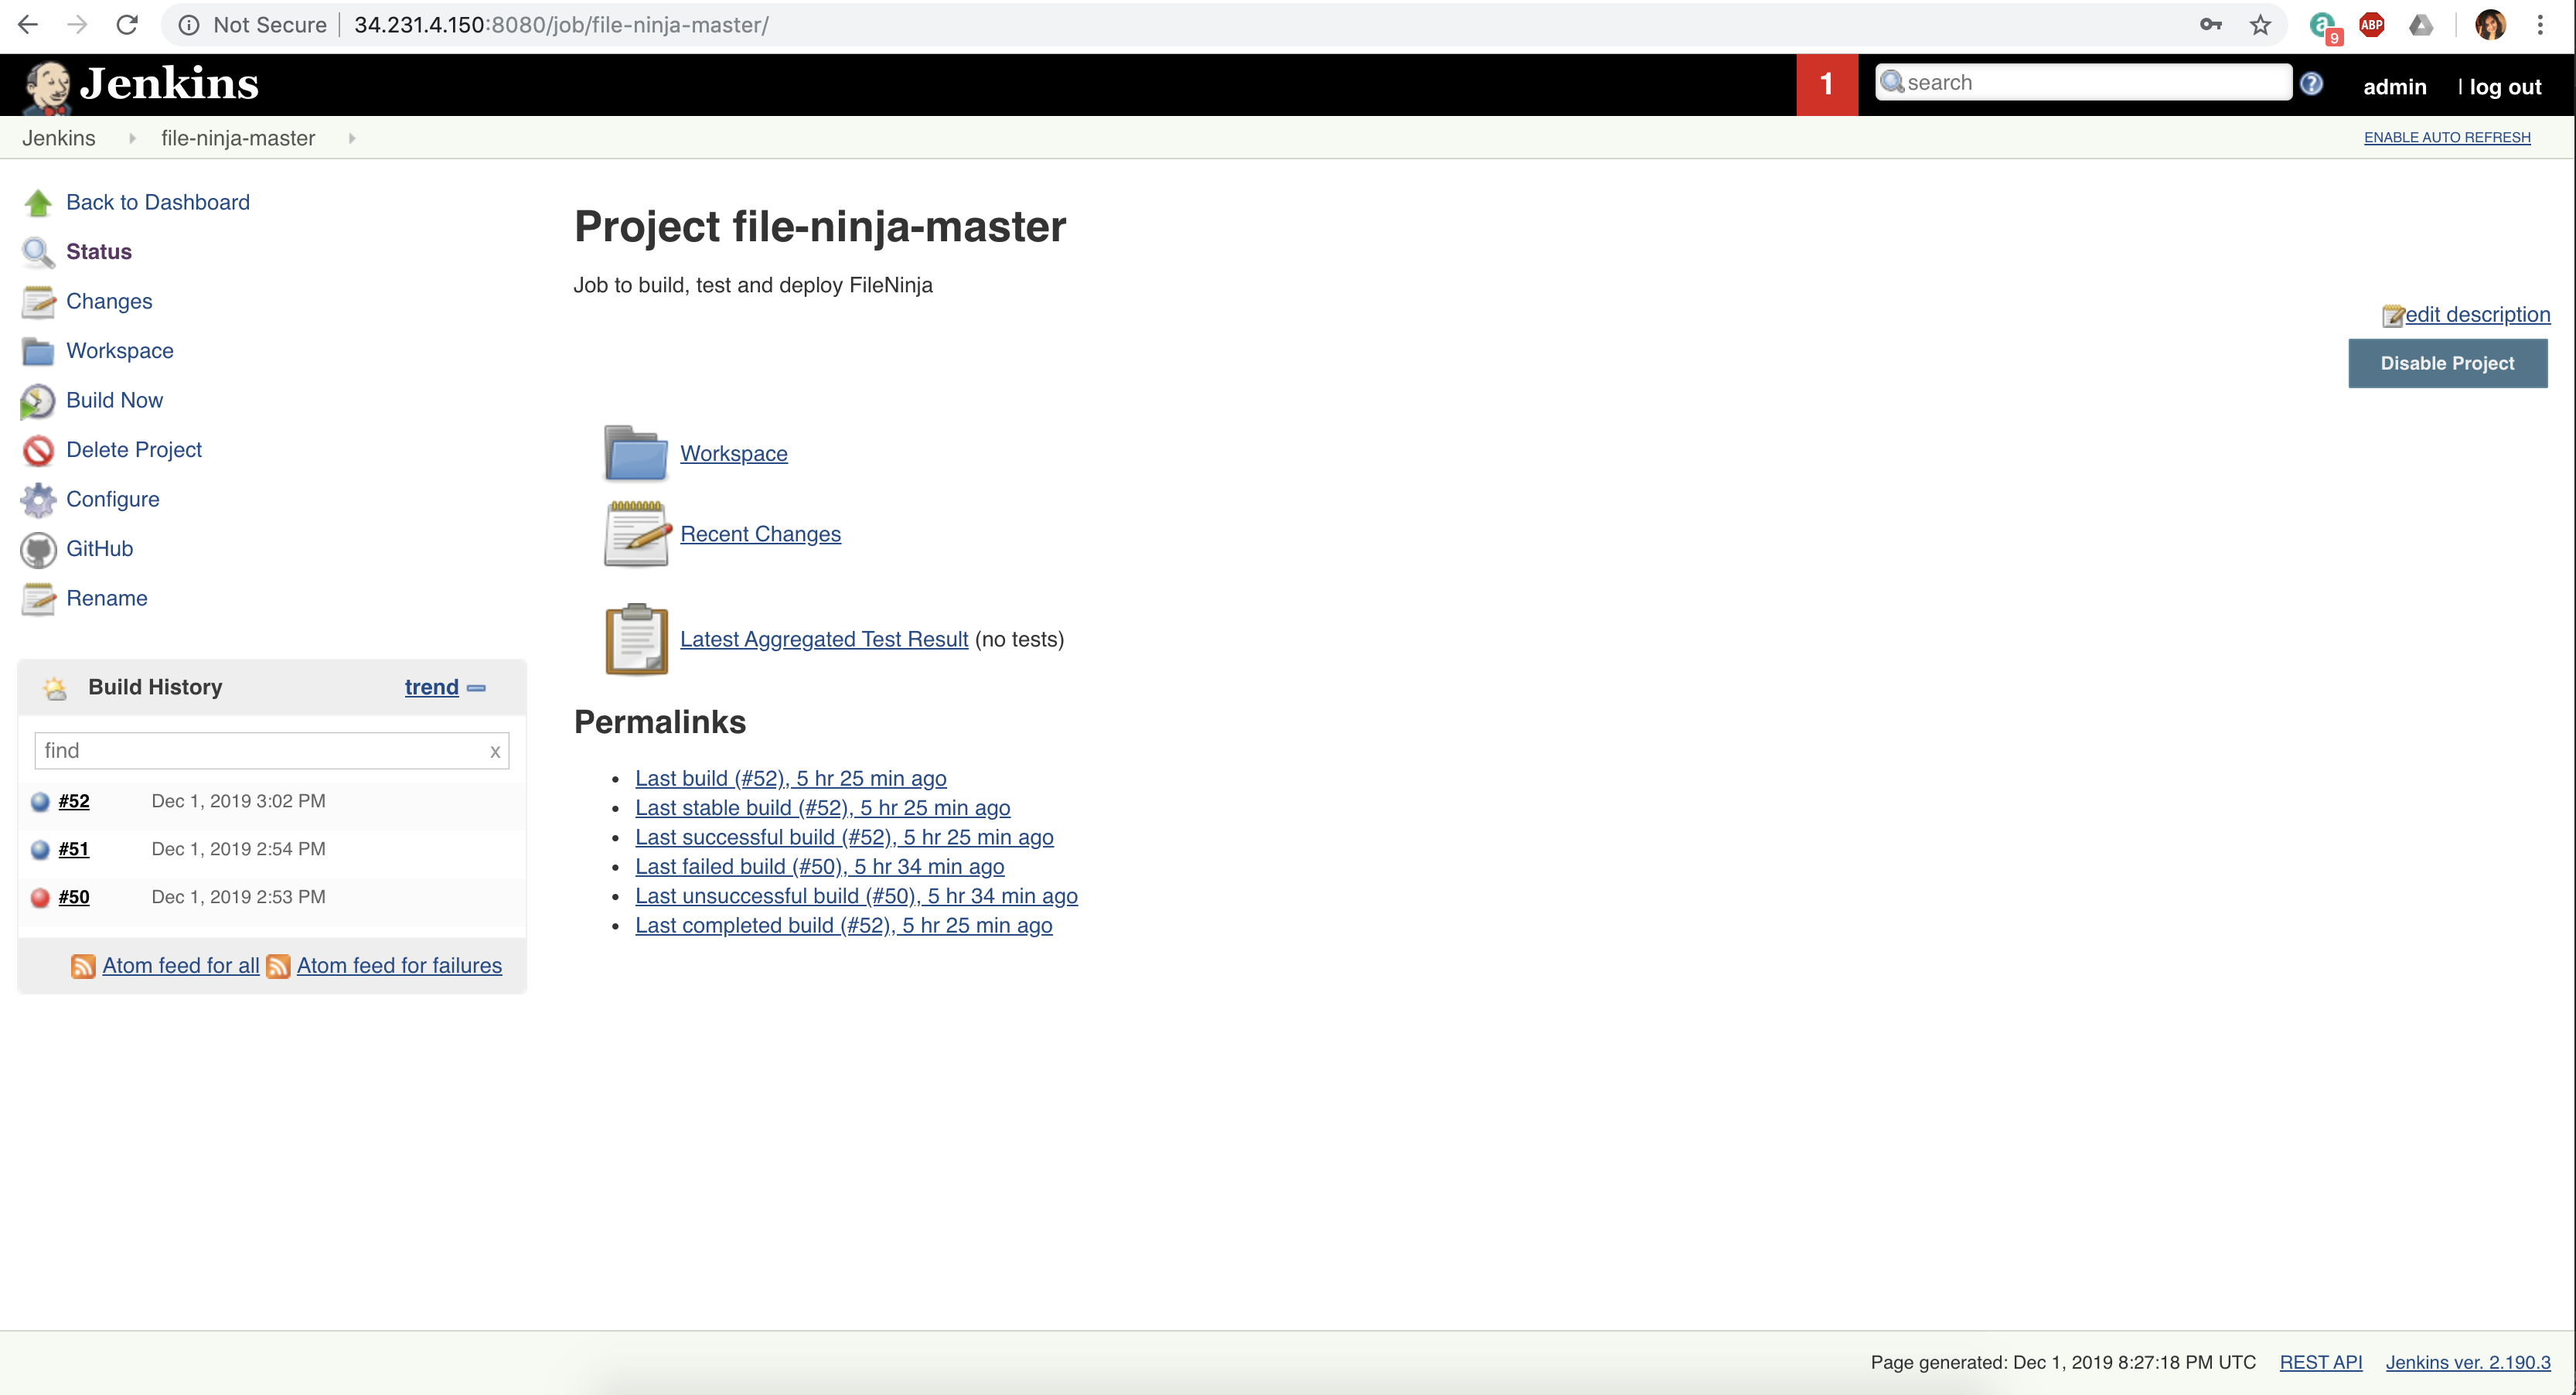 Not Secure | 34.231.4.150:8080/job/file-ninja-master/
a 9 ABP
Jenkins 1 search ? admin | log out
Jenkins file-ninja-master ENABLE AUTO REFRESH
Back to Dashboard
Status
Changes
Workspace
Build Now
Delete Project
Configure
GitHub
Rename
Build History trend
find x
#52 Dec 1, 2019 3:02 PM
#51 Dec 1, 2019 2:54 PM
#50 Dec 1, 2019 2:53 PM
Atom feed for all Atom feed for failures
Project file-ninja-master
Job to build, test and deploy FileNinja
edit description
Disable Project
Workspace
Recent Changes
Latest Aggregated Test Result (no tests)
Permalinks
• Last build (#52), 5 hr 25 min ago
• Last stable build (#52), 5 hr 25 min ago
• Last successful build (#52), 5 hr 25 min ago
• Last failed build (#50), 5 hr 34 min ago
• Last unsuccessful build (#50), 5 hr 34 min ago
• Last completed build (#52), 5 hr 25 min ago
Page generated: Dec 1, 2019 8:27:18 PM UTC REST API Jenkins ver. 2.190.3